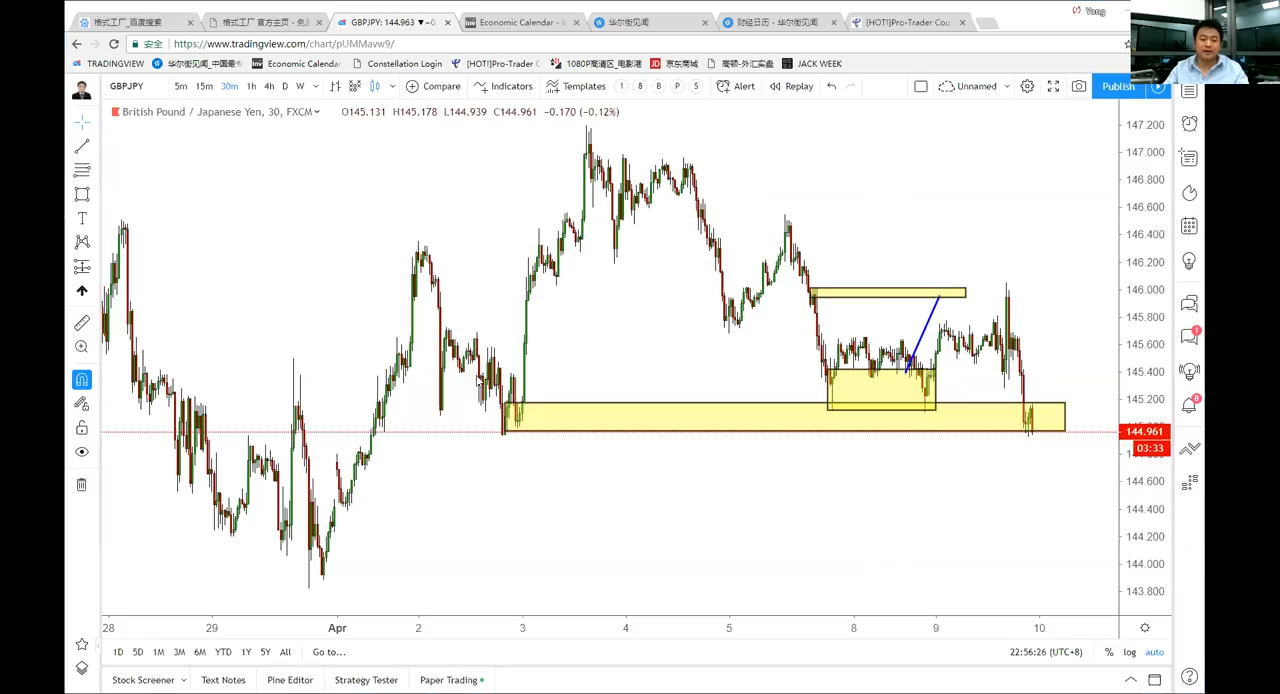 格式工厂_百度搜索
格式工厂 官方主页 - 免
GBPJPY: 144.963 ▼−0.
Economic Calendar - In
华尔街见闻
财经日历 - 华尔街见闻
[HOT!]Pro-Trader Cou
Yang
安全 https://www.tradingview.com/chart/pUMMavw9/
TRADINGVIEW
华尔街见闻_中国最专
Economic Calenda
Constellation Login
[HOT!]Pro-Trader C
1080P高清区_电影港
京东商城
高顿-外汇实盘
JACK WEEK
GBPJPY 5m 15m 30m 1h 4h D W Compare Indicators Templates 1 8 B P S Alert Replay Unnamed Publish
British Pound / Japanese Yen, 30, FXCM O145.131 H145.178 L144.939 C144.961 −0.170 (−0.12%)
147.200
147.000
146.800
146.600
146.400
146.200
146.000
145.800
145.600
145.400
145.200
144.961
03:33
144.600
144.400
144.200
144.000
143.800
28 29 Apr 2 3 4 5 8 9 10
1D 5D 1M 3M 6M YTD 1Y 5Y All Go to... 22:56:26 (UTC+8) % log auto
Stock Screener Text Notes Pine Editor Strategy Tester Paper Trading
1
8